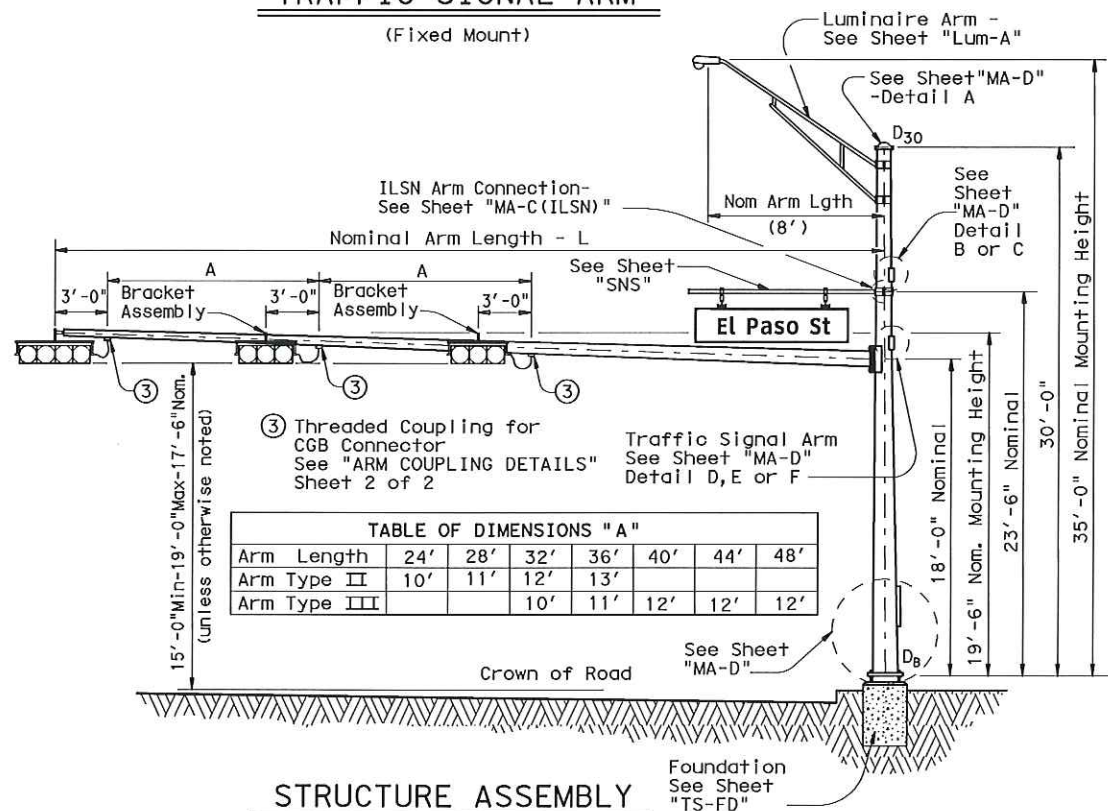 TRAFFIC SIGNAL ARM
(Fixed Mount)
Luminaire Arm -
See Sheet "Lum-A"
See Sheet"MA-D"
-Detail A
D30
See
Sheet
"MA-D"
Detail
B or C
ILSN Arm Connection-
See Sheet "MA-C(ILSN)"
Nom Arm Lgth
(8')
Nominal Arm Length - L
A
A
See Sheet
"SNS"
3'-0"
Bracket
Assembly
3'-0"
Bracket
Assembly
3'-0"
El Paso St
3
3
3
3 Threaded Coupling for
CGB Connector
See "ARM COUPLING DETAILS"
Sheet 2 of 2
Traffic Signal Arm
See Sheet "MA-D"
Detail D,E or F
15'-0"Min-19'-0"Max-17'-6"Nom.
(unless otherwise noted)
TABLE OF DIMENSIONS "A"
Arm Length 24' 28' 32' 36' 40' 44' 48'
Arm Type II 10' 11' 12' 13'
Arm Type III 10' 11' 12' 12' 12'
18'-0" Nominal
19'-6" Nom. Mounting Height
23'-6" Nominal
30'-0"
35'-0" Nominal Mounting Height
See Sheet
"MA-D"
DB
Crown of Road
Foundation
See Sheet
"TS-FD"
STRUCTURE ASSEMBLY